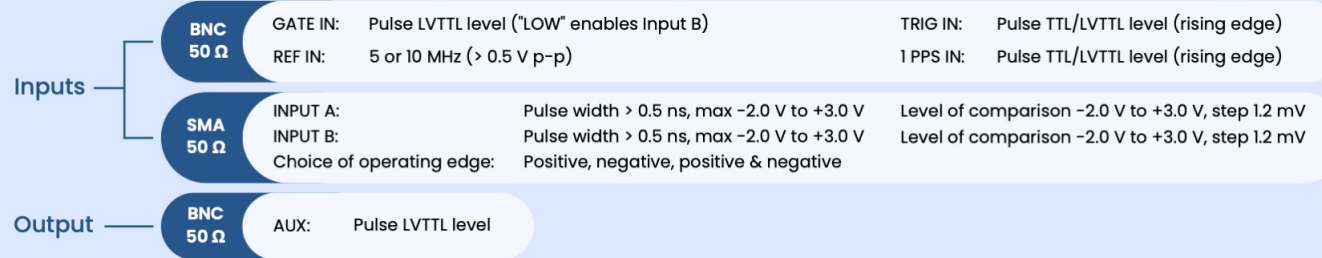 Inputs
BNC
50 Ω
GATE IN: Pulse LVTTL level ("LOW" enables Input B) TRIG IN: Pulse TTL/LVTTL level (rising edge)
REF IN: 5 or 10 MHz (> 0.5 V p-p) 1 PPS IN: Pulse TTL/LVTTL level (rising edge)
SMA
50 Ω
INPUT A: Pulse width > 0.5 ns, max -2.0 V to +3.0 V Level of comparison -2.0 V to +3.0 V, step 1.2 mV
INPUT B: Pulse width > 0.5 ns, max -2.0 V to +3.0 V Level of comparison -2.0 V to +3.0 V, step 1.2 mV
Choice of operating edge: Positive, negative, positive & negative
Output
BNC
50 Ω
AUX: Pulse LVTTL level